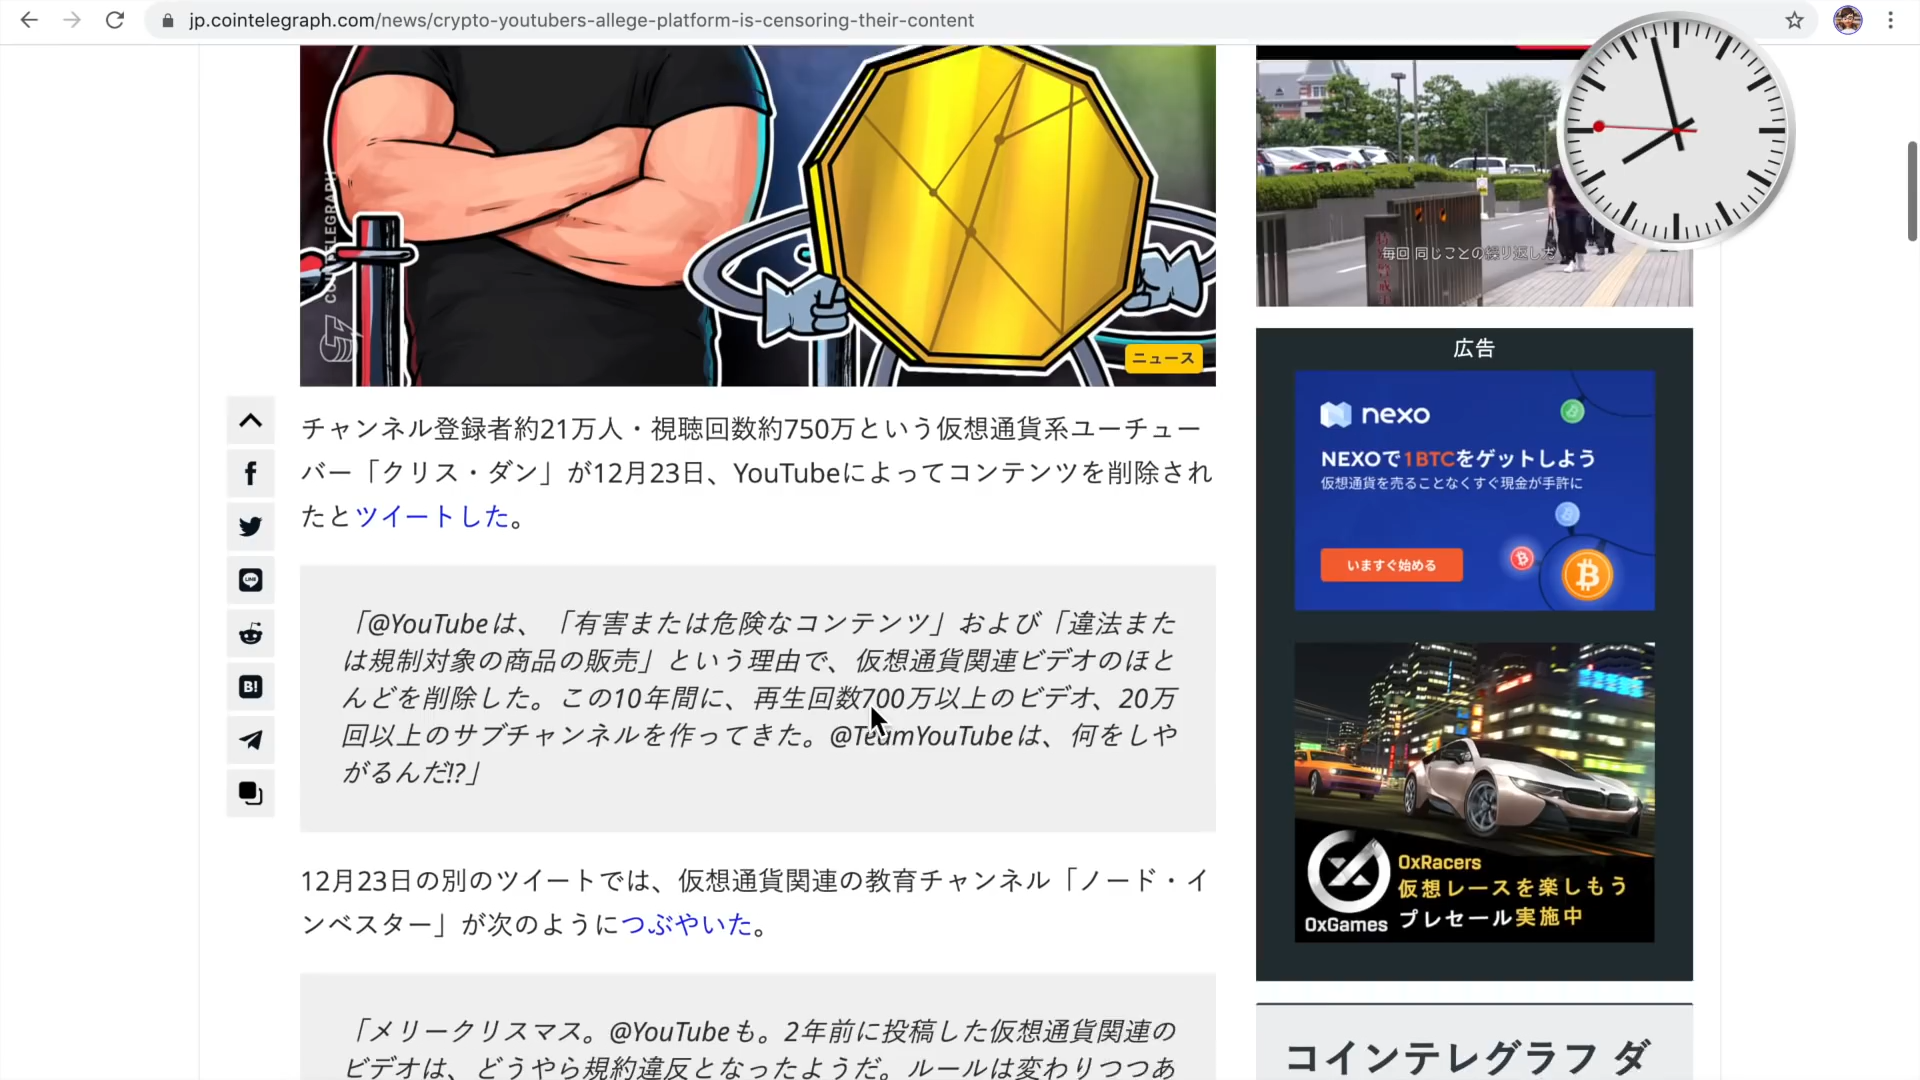 jp.cointelegraph.com/news/crypto-youtubers-allege-platform-is-censoring-their-content
COINTELEGRAPH
ニュース
チャンネル登録者約21万人・視聴回数約750万という仮想通貨系ユーチュー
バー「クリス・ダン」が12月23日、YouTubeによってコンテンツを削除され
たとツイートした。
「@YouTubeは、「有害または危険なコンテンツ」および「違法また
は規制対象の商品の販売」という理由で、仮想通貨関連ビデオのほと
んどを削除した。この10年間に、再生回数700万以上のビデオ、20万
回以上のサブチャンネルを作ってきた。@TeamYouTubeは、何をしや
がるんだ!?」
12月23日の別のツイートでは、仮想通貨関連の教育チャンネル「ノード・イ
ンベスター」が次のようにつぶやいた。
「メリークリスマス。@YouTubeも。2年前に投稿した仮想通貨関連の
ビデオは、どうやら規約違反となったようだ。ルールは変わりつつあ
LINE
B!
毎回 同じことの繰り返しだ
広告
nexo
NEXOで1BTCをゲットしよう
仮想通貨を売ることなくすぐ現金が手許に
いますぐ始める
0xRacers
仮想レースを楽しもう
プレセール実施中
0xGames
コインテレグラフ ダ